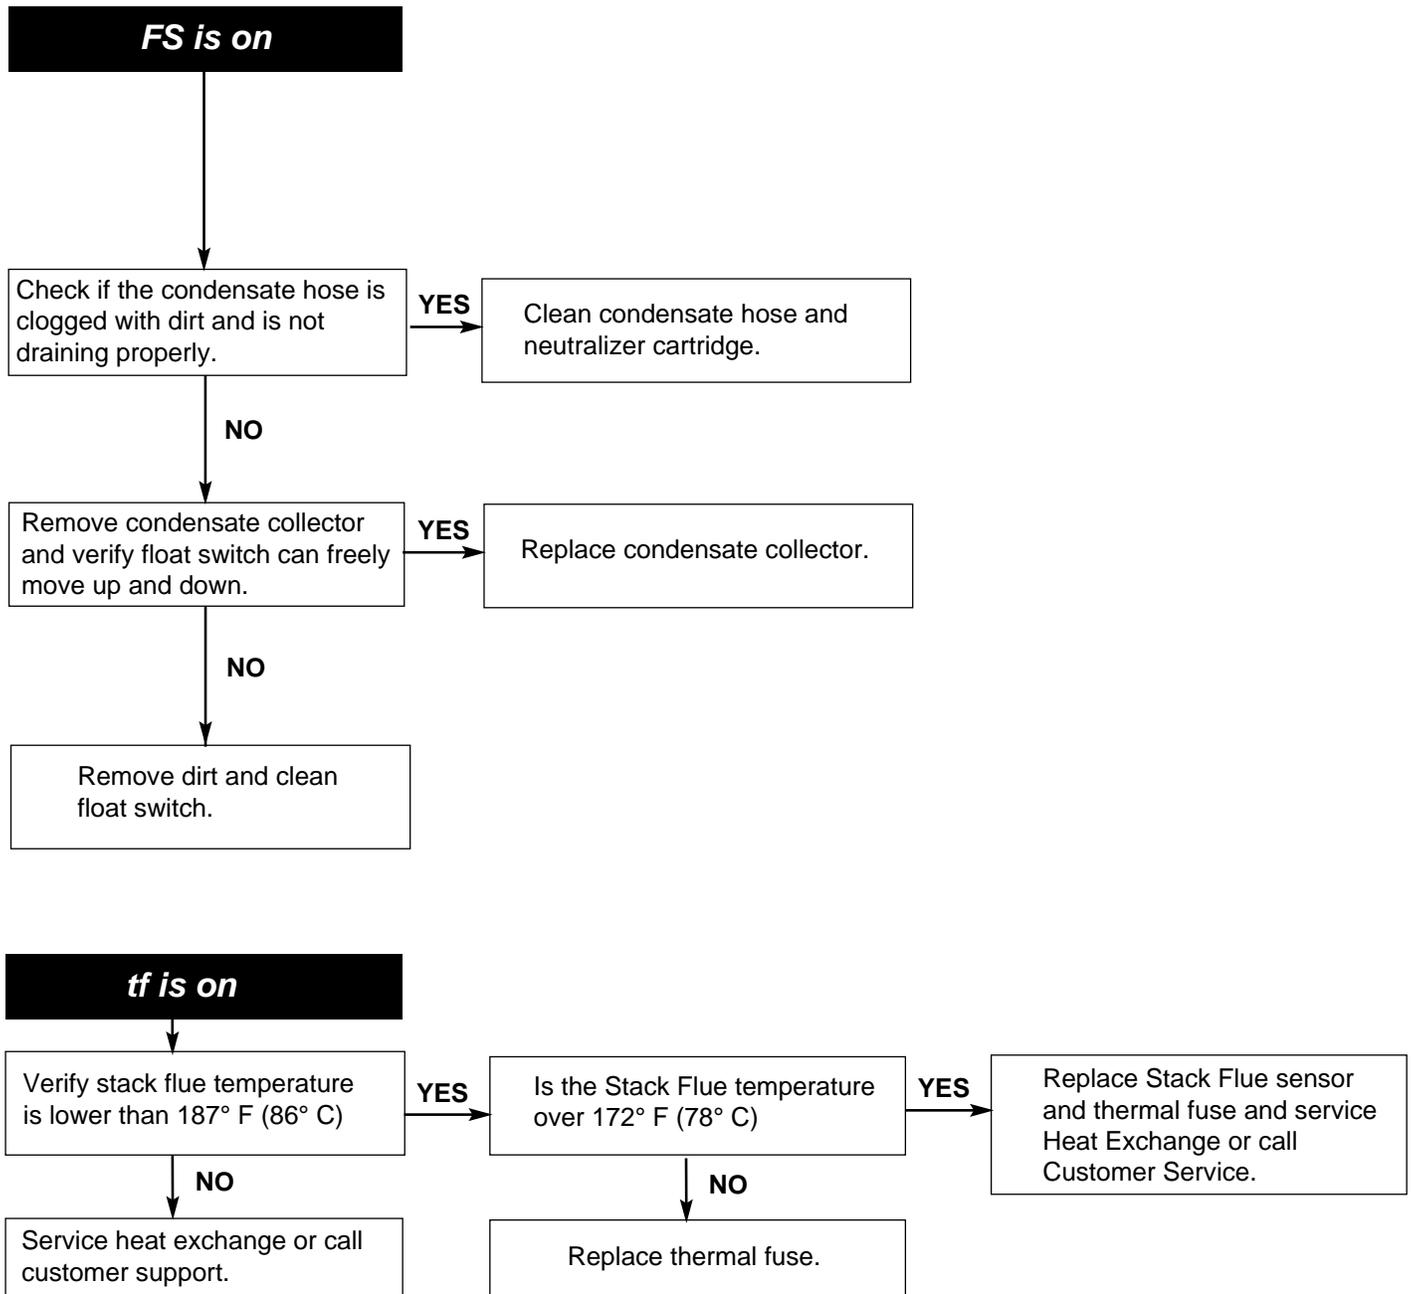 FS is on
Check if the condensate hose is
clogged with dirt and is not
draining properly.
YES
Clean condensate hose and
neutralizer cartridge.
NO
Remove condensate collector
and verify float switch can freely
move up and down.
YES
Replace condensate collector.
NO
Remove dirt and clean
float switch.
tf is on
Verify stack flue temperature
is lower than 187° F (86° C)
YES
Is the Stack Flue temperature
over 172° F (78° C)
YES
Replace Stack Flue sensor
and thermal fuse and service
Heat Exchange or call
Customer Service.
NO
Service heat exchange or call
customer support.
NO
Replace thermal fuse.